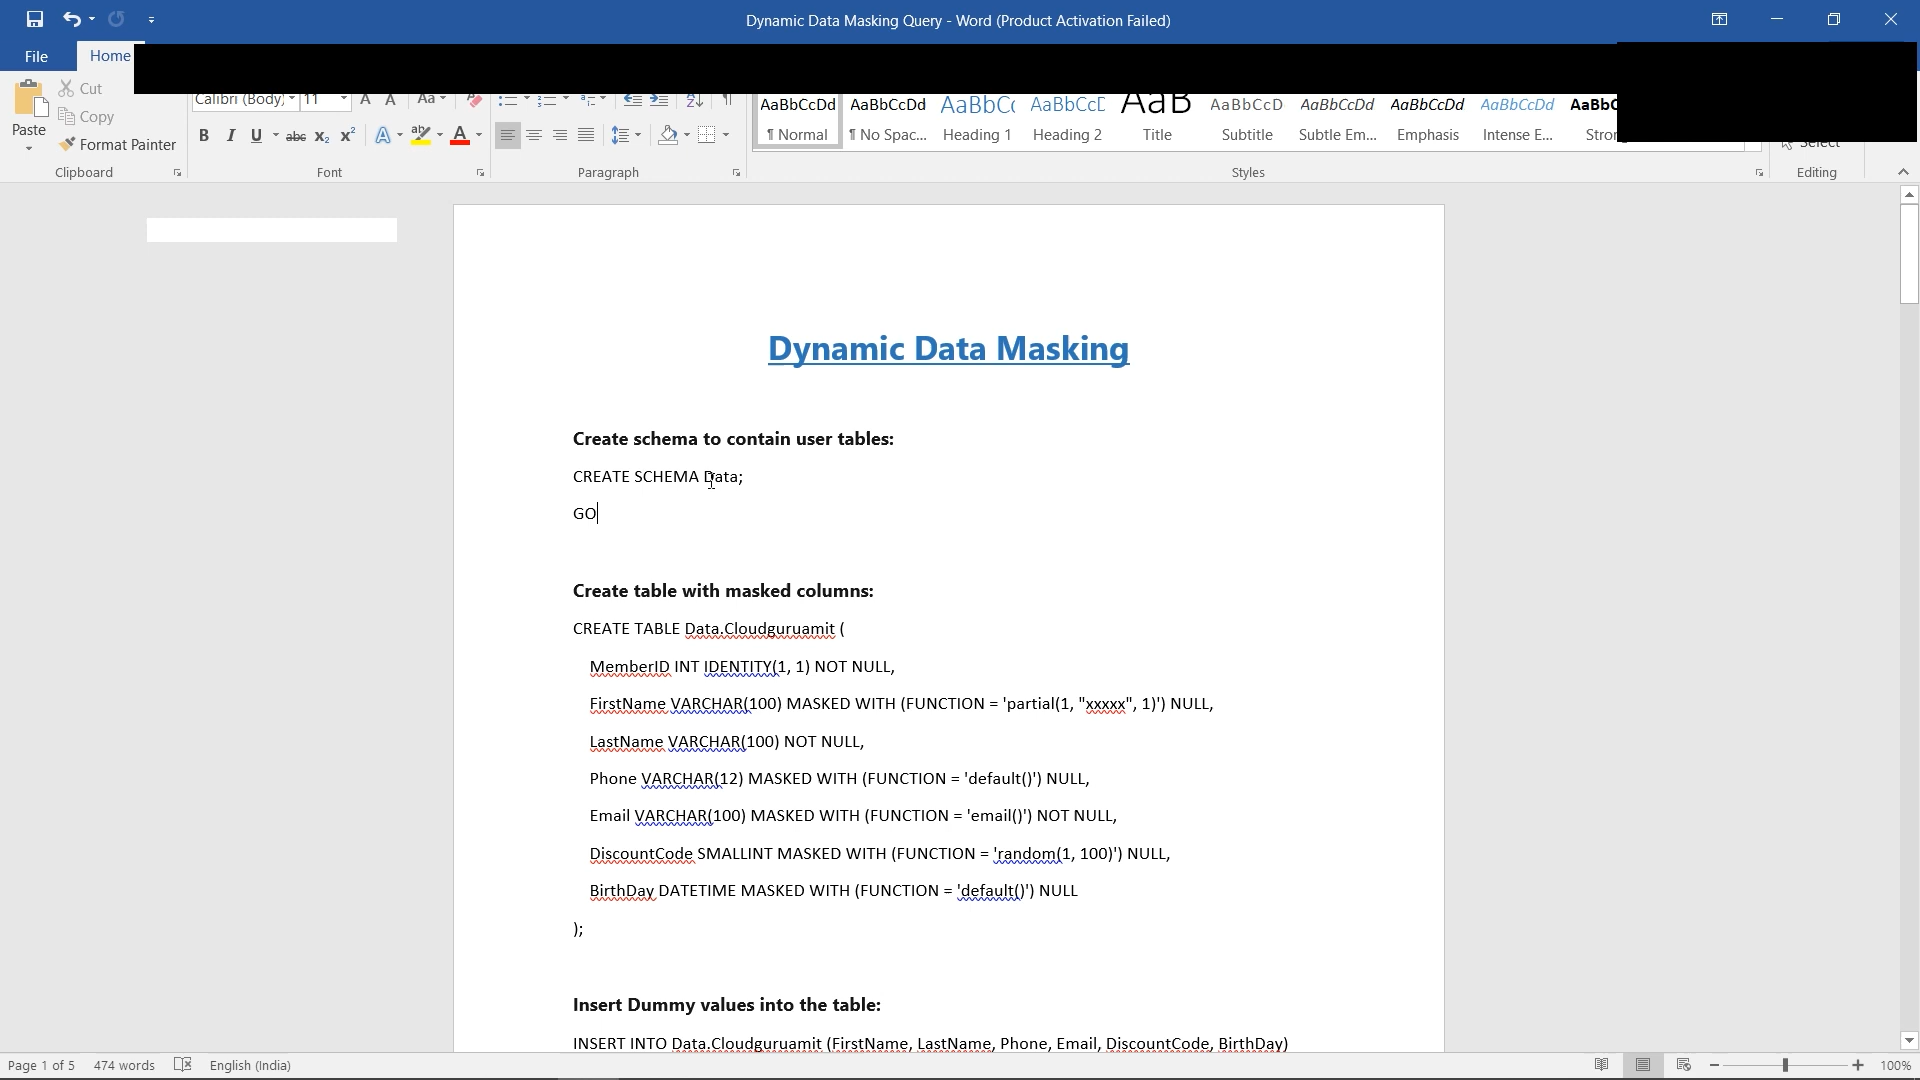 Dynamic Data Masking Query - Word (Product Activation Failed)
File
Home
Cut
Copy
Format Painter
Paste
Clipboard
Calibri (Body) 11
Aa
B I U abc X₂ X² A ab A
Font
Paragraph
AaBbCcDd AaBbCcDd AaBbCc AaBbCcD AaB AaBbCcD AaBbCcDd AaBbCcDd AaBbCcDd AaBbC
¶ Normal ¶ No Spac... Heading 1 Heading 2 Title Subtitle Subtle Em... Emphasis Intense E...
Styles
Select
Editing
Dynamic Data Masking
Create schema to contain user tables:
CREATE SCHEMA Data;
GO
Create table with masked columns:
CREATE TABLE Data.Cloudguruamit (
MemberID INT IDENTITY(1, 1) NOT NULL,
FirstName VARCHAR(100) MASKED WITH (FUNCTION = 'partial(1, "xxxxx", 1)') NULL,
LastName VARCHAR(100) NOT NULL,
Phone VARCHAR(12) MASKED WITH (FUNCTION = 'default()') NULL,
Email VARCHAR(100) MASKED WITH (FUNCTION = 'email()') NOT NULL,
DiscountCode SMALLINT MASKED WITH (FUNCTION = 'random(1, 100)') NULL,
BirthDay DATETIME MASKED WITH (FUNCTION = 'default()') NULL
);
Insert Dummy values into the table:
INSERT INTO Data.Cloudguruamit (FirstName, LastName, Phone, Email, DiscountCode, BirthDay)
Page 1 of 5 474 words English (India) 100%